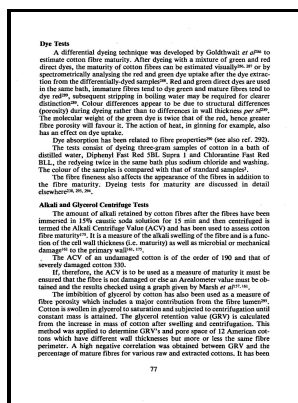 Dye Tests
A differential dyeing technique was developed by Goldthwait et al²⁸⁶ to
estimate cotton fibre maturity. After dyeing with a mixture of green and red
direct dyes, the maturity of cotton fibres can be estimated visually²⁸⁶, ²⁸⁷ or by
spectrometrically analysing the red and green dye uptake after the dye extrac-
tion from the differentially-dyed samples²⁸⁸. Red and green direct dyes are used
in the same bath, immature fibres tend to dye green and mature fibres tend to
dye red²⁸⁹, subsequent stripping in boiling water may be required for clearer
distinction²⁸⁹. Colour differences appear to be due to structural differences
(porosity) during dyeing rather than to differences in wall thickness per se²⁸⁹.
The molecular weight of the green dye is twice that of the red, hence greater
fibre porosity will favour it. The action of heat, in ginning for example, also
has an effect on dye uptake.
Dye absorption has been related to fibre properties²⁹⁰ (see also ref. 292).
The tests consist of dyeing three-gram samples of cotton in a bath of
distilled water, Diphenyl Fast Red 5BL Supra 1 and Chlorantine Fast Red
BLL, the redyeing twice in the same bath plus sodium chloride and washing.
The colour of the samples is compared with that of standard samples².
The fibre fineness also affects the appearance of the fibres in addition to
the fibre maturity. Dyeing tests for maturity are discussed in detail
elsewhere²³⁸, ²⁹³, ²⁹⁴.
Alkali and Glycerol Centrifuge Tests
The amount of alkali retained by cotton fibres after the fibres have been
immersed in 15% caustic soda solution for 15 min and then centrifuged is
termed the Alkali Centrifuge Value (ACV) and has been used to assess cotton
fibre maturity¹⁷⁹. It is a measure of the alkali swelling of the fibre and is a func-
tion of the cell wall thickness (i.e. maturity) as well as microbial or mechanical
damage¹⁶¹ to the primary wall¹⁶¹, ¹⁷⁷.
The ACV of an undamaged cotton is of the order of 190 and that of
severely damaged cotton 330.
If, therefore, the ACV is to be used as a measure of maturity it must be
ensured that the fibre is not damaged or else an Arealometer value must be ob-
tained and the results checked using a graph given by Marsh et al¹⁵⁷, ¹⁶¹.
The imbibition of glycerol by cotton has also been used as a measure of
fibre porosity which includes a major contribution from the fibre lumen²⁹⁵.
Cotton is swollen in glycerol to saturation and subjected to centrifugation until
constant mass is attained. The glycerol retention value (GRV) is calculated
from the increase in mass of cotton after swelling and centrifugation. This
method was applied to determine GRV's and pore space of 12 American cot-
tons which have different wall thicknesses but more or less the same fibre
perimeter. A high negative correlation was obtained between GRV and the
percentage of mature fibres for various raw and extracted cottons. It has been
77